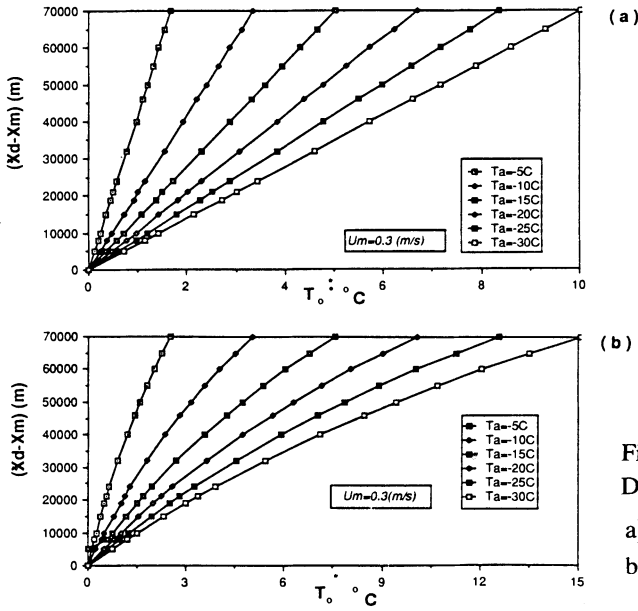 (a)
70000
60000
50000
40000
30000
20000
10000
0
(Xd-Xm) (m)
Ta=-5C
Ta=-10C
Ta=-15C
Ta=-20C
Ta=-25C
Ta=-30C
Um=0.3 (m/s)
0 2 4 6 8 10
To* °C
(b)
70000
60000
50000
40000
30000
20000
10000
0
(Xd-Xm) (m)
Ta=-5C
Ta=-10C
Ta=-15C
Ta=-20C
Ta=-25C
Ta=-30C
Um=0.3(m/s)
0 3 6 9 12 15
To* °C
Fi
D
a
b